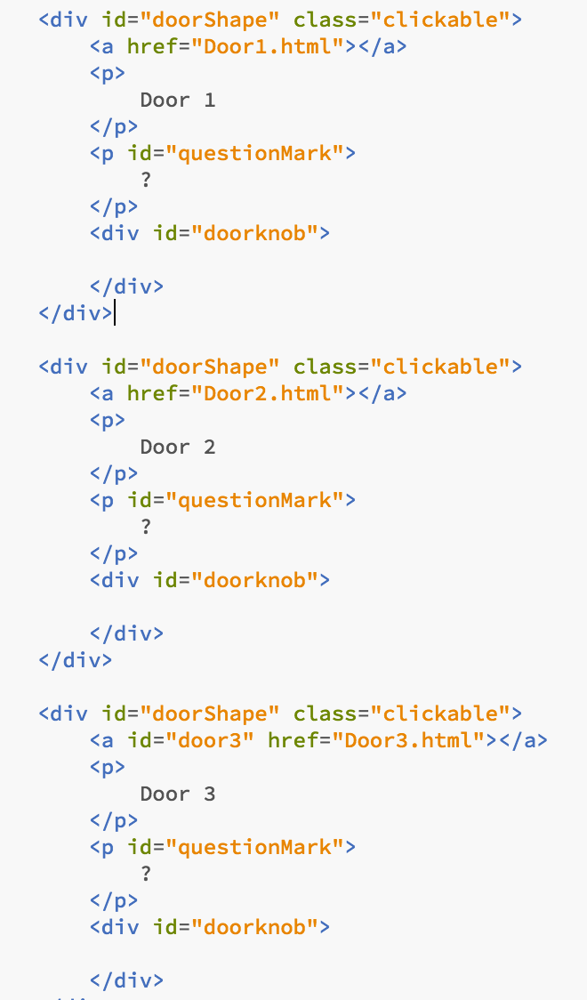 <div id="doorShape" class="clickable">
<a href="Door1.html"></a>
<p>
Door 1
</p>
<p id="questionMark">
?
</p>
<div id="doorknob">
</div>
</div>
<div id="doorShape" class="clickable">
<a href="Door2.html"></a>
<p>
Door 2
</p>
<p id="questionMark">
?
</p>
<div id="doorknob">
</div>
</div>
<div id="doorShape" class="clickable">
<a id="door3" href="Door3.html"></a>
<p>
Door 3
</p>
<p id="questionMark">
?
</p>
<div id="doorknob">
</div>